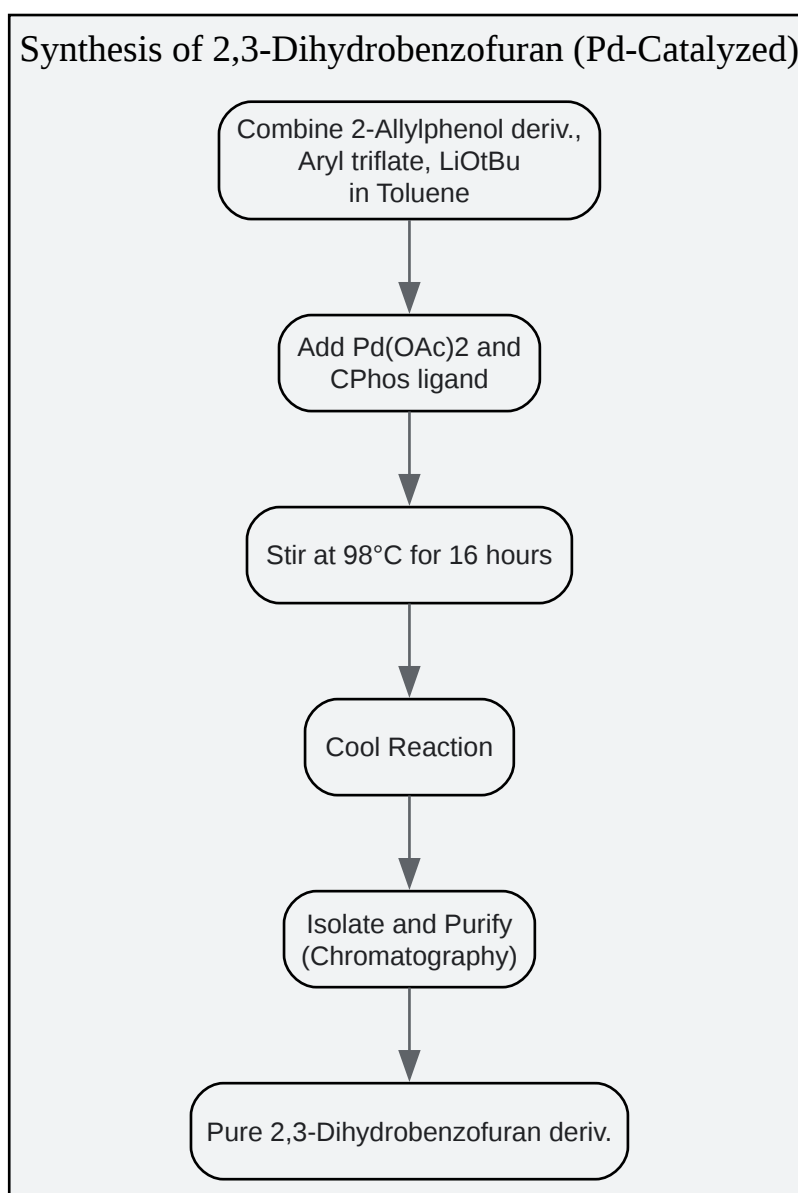 Synthesis of 2,3-Dihydrobenzofuran (Pd-Catalyzed)
Combine 2-Allylphenol deriv.,
Aryl triflate, LiOtBu
in Toluene
Add Pd(OAc)2 and
CPhos ligand
Stir at 98°C for 16 hours
Cool Reaction
Isolate and Purify
(Chromatography)
Pure 2,3-Dihydrobenzofuran deriv.